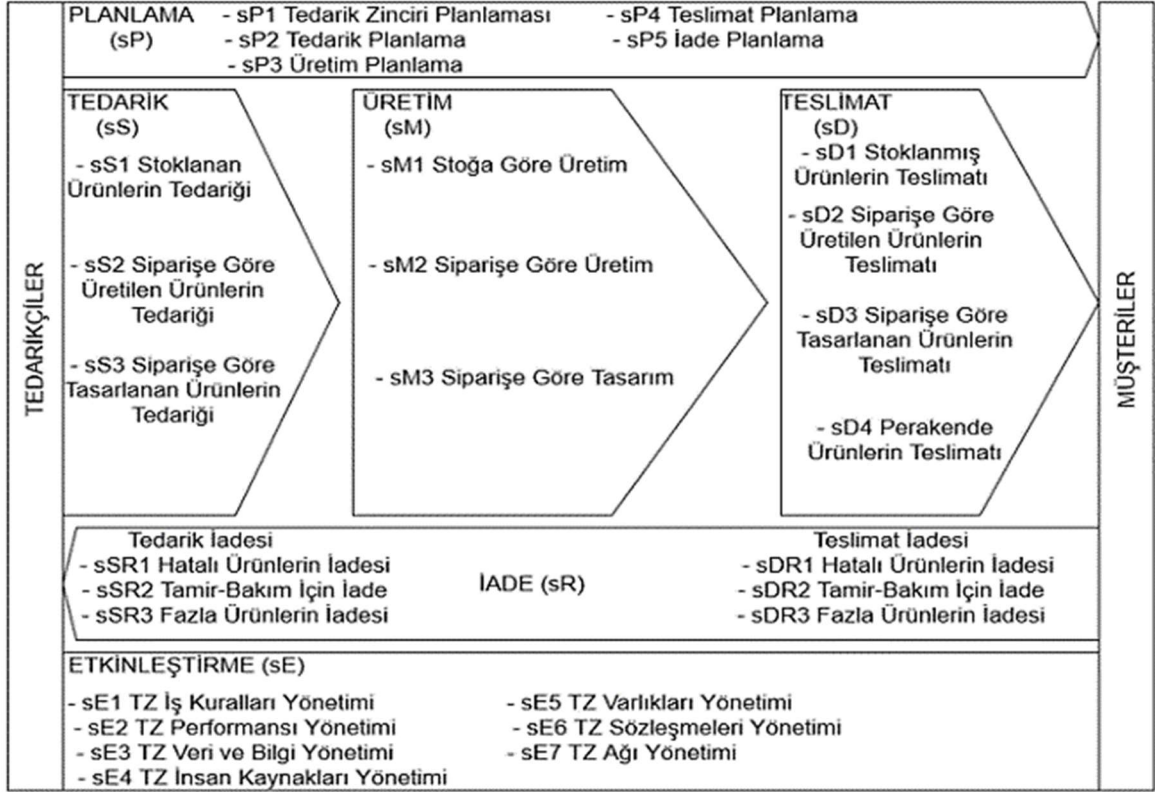 PLANLAMA
(sP)
- sP1 Tedarik Zinciri Planlaması
- sP2 Tedarik Planlama
- sP3 Üretim Planlama
- sP4 Teslimat Planlama
- sP5 İade Planlama
TEDARİKÇİLER
TEDARİK
(sS)
- sS1 Stoklanan
Ürünlerin Tedariği
- sS2 Siparişe Göre
Üretilen Ürünlerin
Tedariği
- sS3 Siparişe Göre
Tasarlanan Ürünlerin
Tedariği
ÜRETİM
(sM)
- sM1 Stoğa Göre Üretim
- sM2 Siparişe Göre Üretim
- sM3 Siparişe Göre Tasarım
TESLİMAT
(sD)
- sD1 Stoklanmış
Ürünlerin Teslimatı
- sD2 Siparişe Göre
Üretilen Ürünlerin
Teslimatı
- sD3 Siparişe Göre
Tasarlanan Ürünlerin
Teslimatı
- sD4 Perakende
Ürünlerin Teslimatı
MÜŞTERİLER
Tedarik İadesi
- sSR1 Hatalı Ürünlerin İadesi
- sSR2 Tamir-Bakım İçin İade
- sSR3 Fazla Ürünlerin İadesi
İADE (sR)
Teslimat İadesi
- sDR1 Hatalı Ürünlerin İadesi
- sDR2 Tamir-Bakım İçin İade
- sDR3 Fazla Ürünlerin İadesi
ETKİNLEŞTİRME (sE)
- sE1 TZ İş Kuralları Yönetimi
- sE2 TZ Performansı Yönetimi
- sE3 TZ Veri ve Bilgi Yönetimi
- sE4 TZ İnsan Kaynakları Yönetimi
- sE5 TZ Varlıkları Yönetimi
- sE6 TZ Sözleşmeleri Yönetimi
- sE7 TZ Ağı Yönetimi